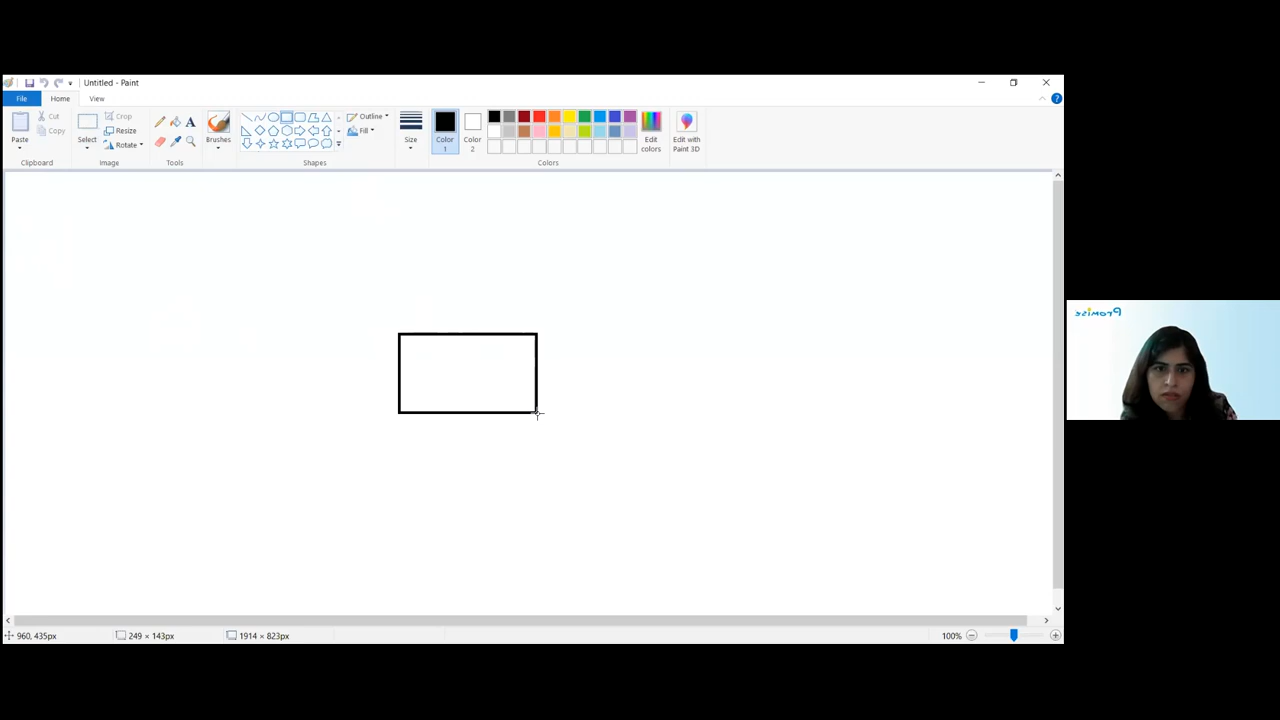 Untitled - Paint
File Home View
Cut
Copy
Paste
Clipboard
Select
Crop
Resize
Rotate
Image
Tools
Brushes
Shapes
Outline
Fill
Size
Color 1
Color 2
Colors
Edit colors
Edit with Paint 3D
Promise
960, 435px 249 × 143px 1914 × 823px 100%